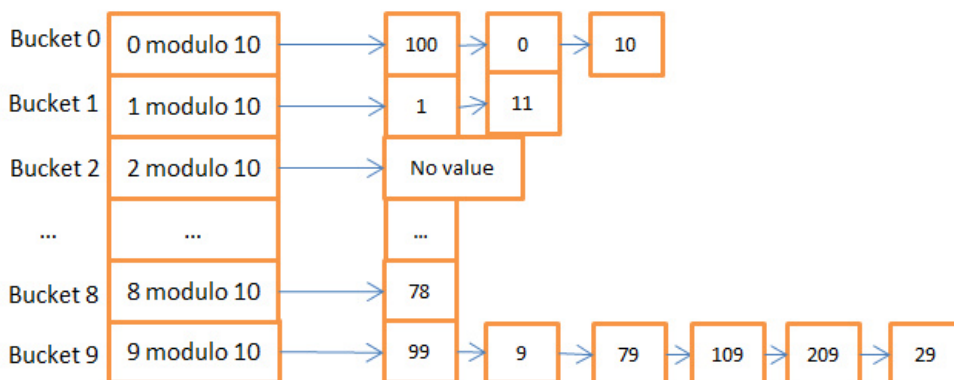 Bucket 0 0 modulo 10 100 0 10
Bucket 1 1 modulo 10 1 11
Bucket 2 2 modulo 10 No value
... ... ...
Bucket 8 8 modulo 10 78
Bucket 9 9 modulo 10 99 9 79 109 209 29